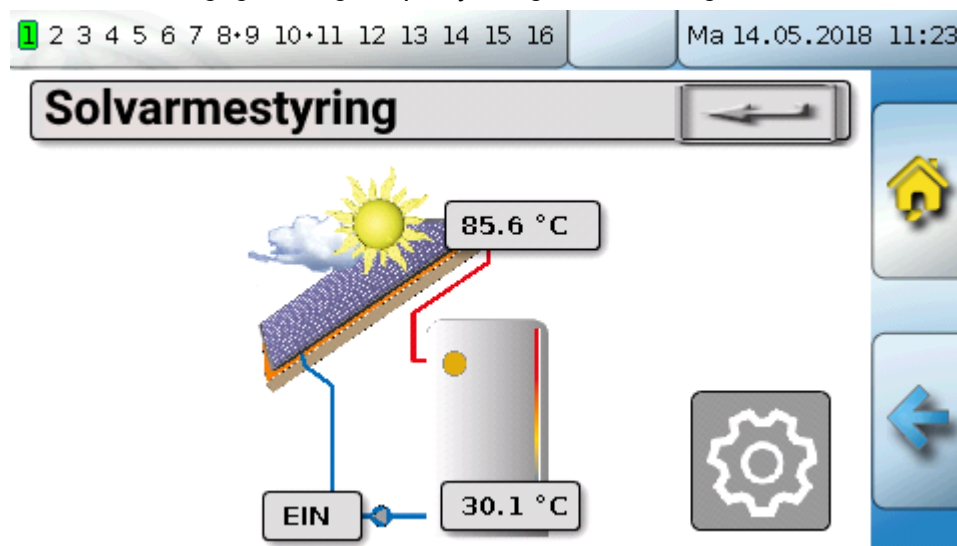 1 2 3 4 5 6 7 8•9 10•11 12 13 14 15 16 Ma 14.05.2018 11:23
Solvarmestyring
85.6 °C
30.1 °C
EIN